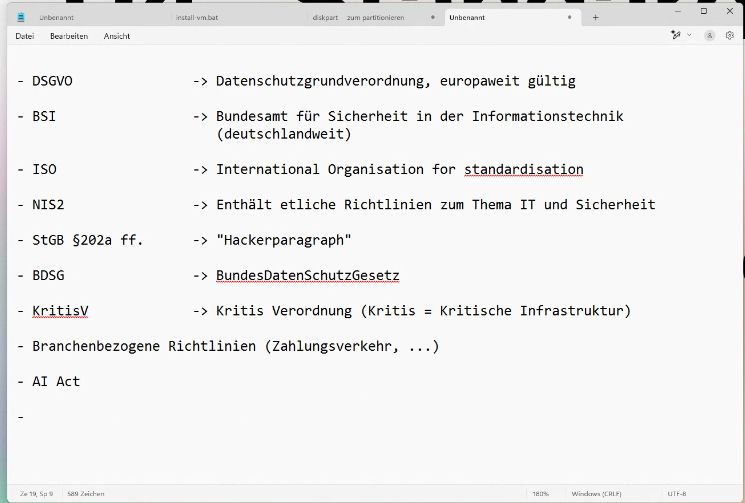 Unbenannt install-vm.bat diskpart zum partitionieren Unbenannt
Datei Bearbeiten Ansicht
- DSGVO -> Datenschutzgrundverordnung, europaweit gültig
- BSI -> Bundesamt für Sicherheit in der Informationstechnik
(deutschlandweit)
- ISO -> International Organisation for standardisation
- NIS2 -> Enthält etliche Richtlinien zum Thema IT und Sicherheit
- StGB §202a ff. -> "Hackerparagraph"
- BDSG -> BundesDatenSchutzGesetz
- KritisV -> Kritis Verordnung (Kritis = Kritische Infrastruktur)
- Branchenbezogene Richtlinien (Zahlungsverkehr, ...)
- AI Act
-
Ze 19, Sp 9 589 Zeichen 180% Windows (CRLF) UTF-8